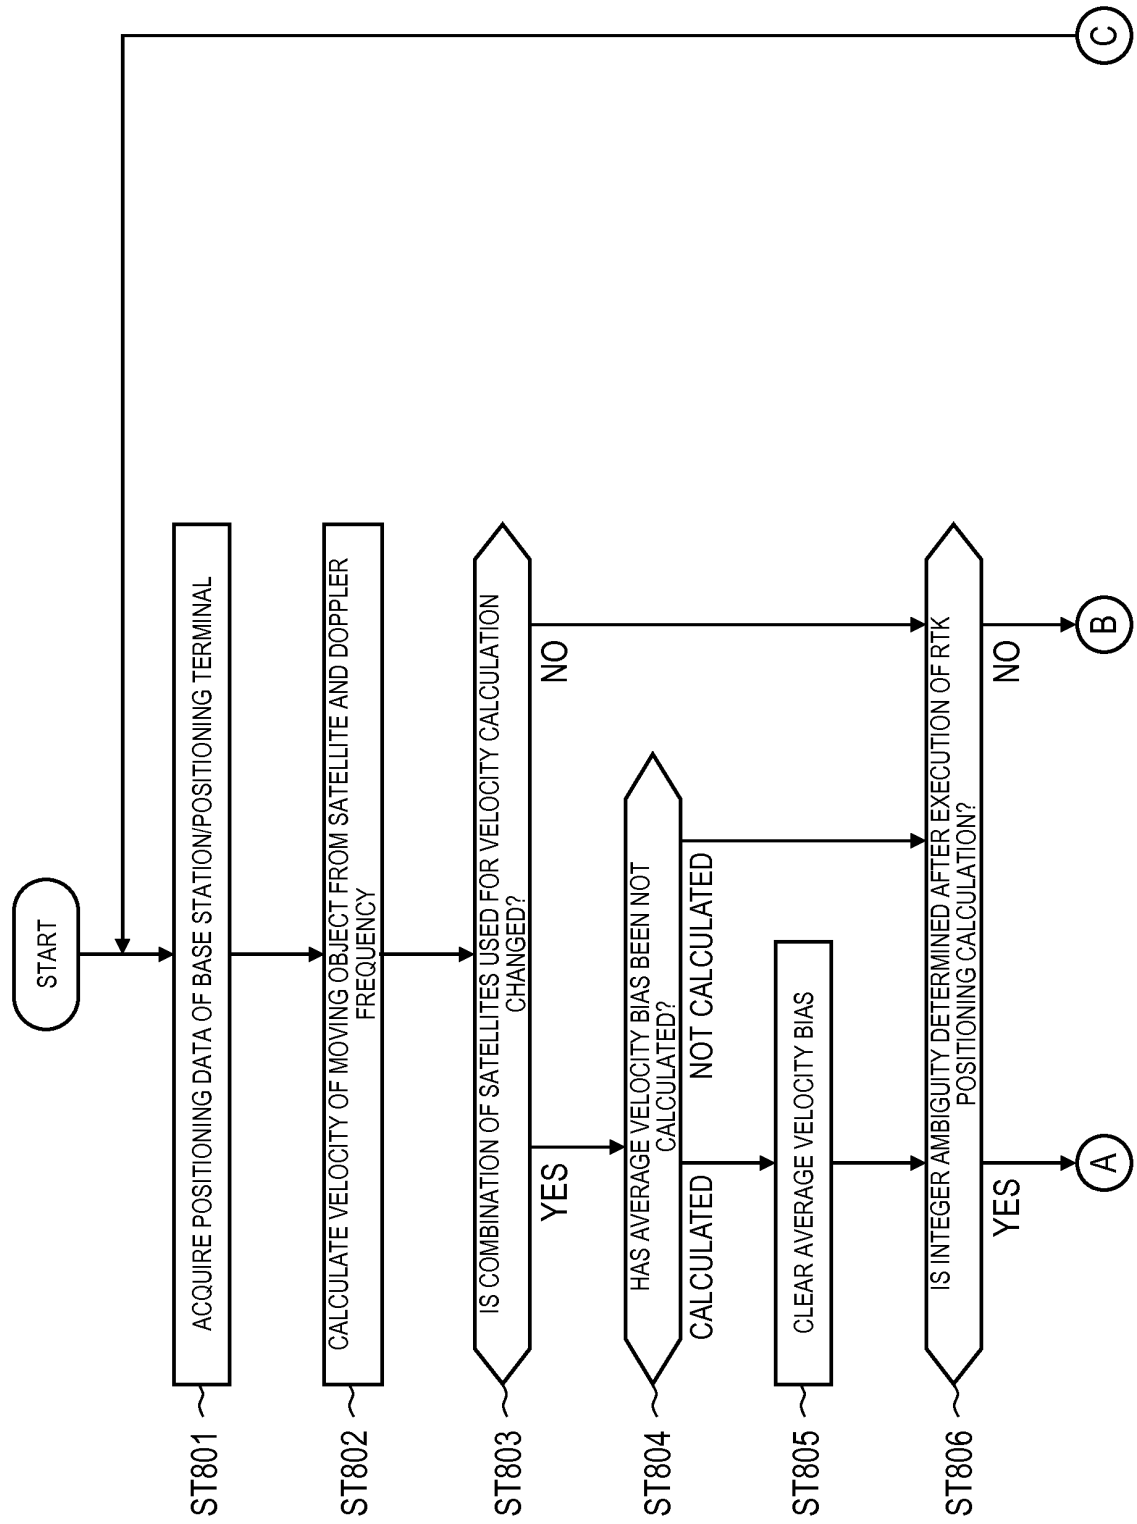 START
C
ST801
ACQUIRE POSITIONING DATA OF BASE STATION/POSITIONING TERMINAL
ST802
CALCULATE VELOCITY OF MOVING OBJECT FROM SATELLITE AND DOPPLER
FREQUENCY
ST803
IS COMBINATION OF SATELLITES USED FOR VELOCITY CALCULATION
CHANGED?
YES
NO
ST804
HAS AVERAGE VELOCITY BIAS BEEN NOT
CALCULATED?
CALCULATED
NOT CALCULATED
ST805
CLEAR AVERAGE VELOCITY BIAS
ST806
IS INTEGER AMBIGUITY DETERMINED AFTER EXECUTION OF RTK
POSITIONING CALCULATION?
YES
NO
A
B